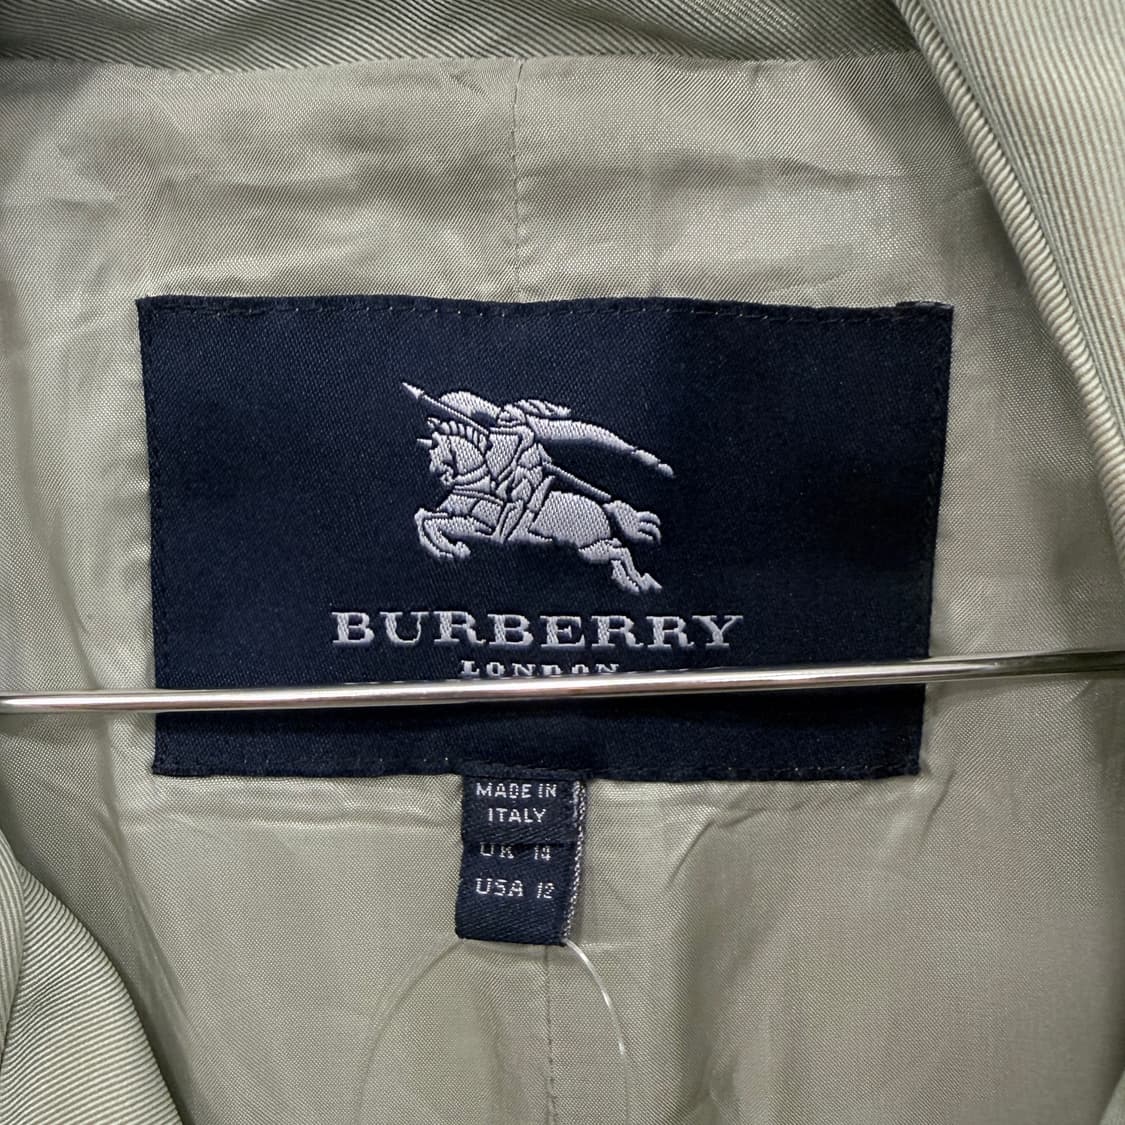 BURBERRY
LONDON
MADE IN
ITALY
UK 14
USA 12